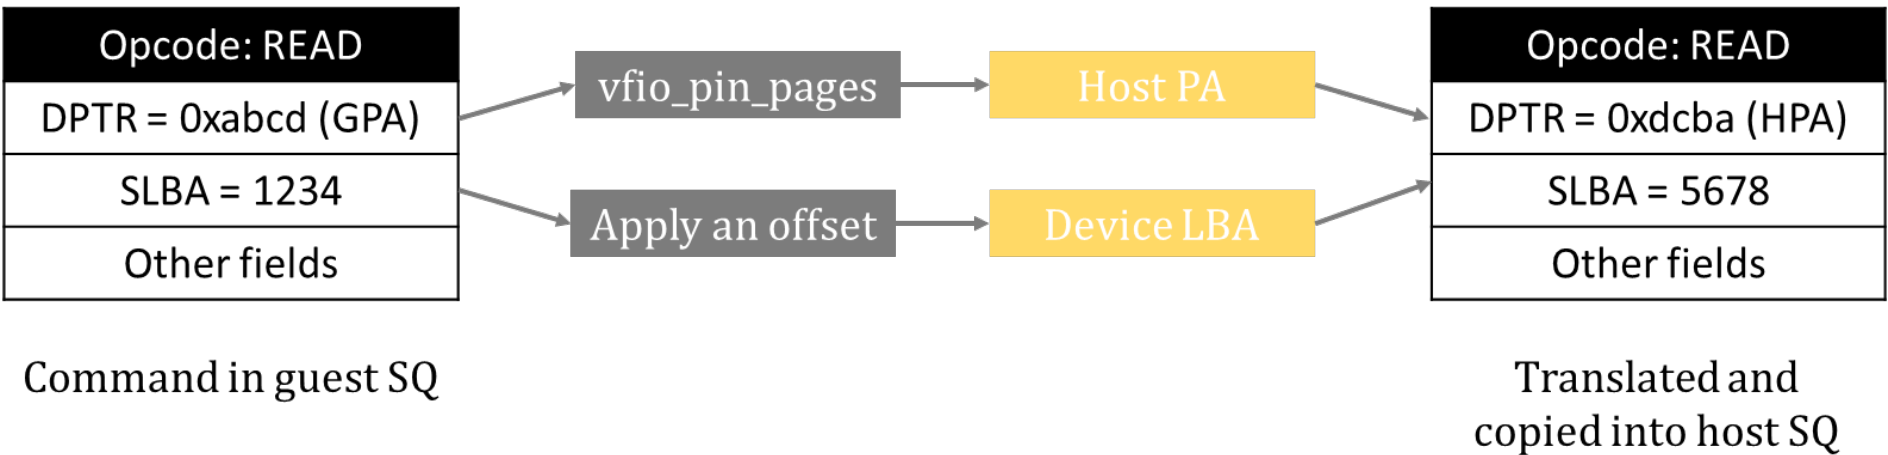 Opcode: READ
DPTR = 0xabcd (GPA)
SLBA = 1234
Other fields
Command in guest SQ
vfio_pin_pages
Host PA
Apply an offset
Device LBA
Opcode: READ
DPTR = 0xdcba (HPA)
SLBA = 5678
Other fields
Translated and
copied into host SQ